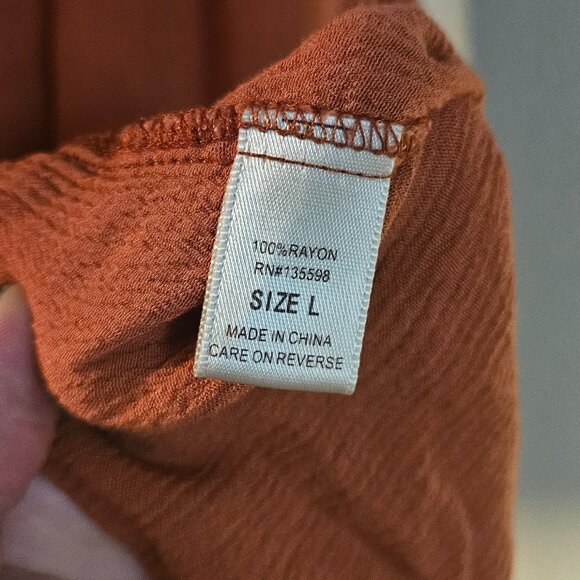 100%RAYON
RN#135598
SIZE L
MADE IN CHINA
CARE ON REVERSE